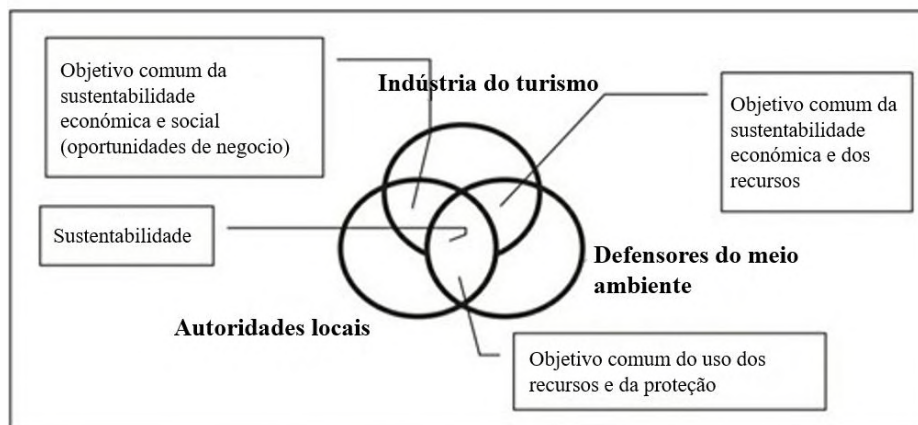 Objetivo comum da
sustentabilidade
económica e social
(oportunidades de negocio)
Indústria do turismo
Objetivo comum da
sustentabilidade
económica e dos
recursos
Sustentabilidade
Defensores do meio
ambiente
Autoridades locais
Objetivo comum do uso dos
recursos e da proteção